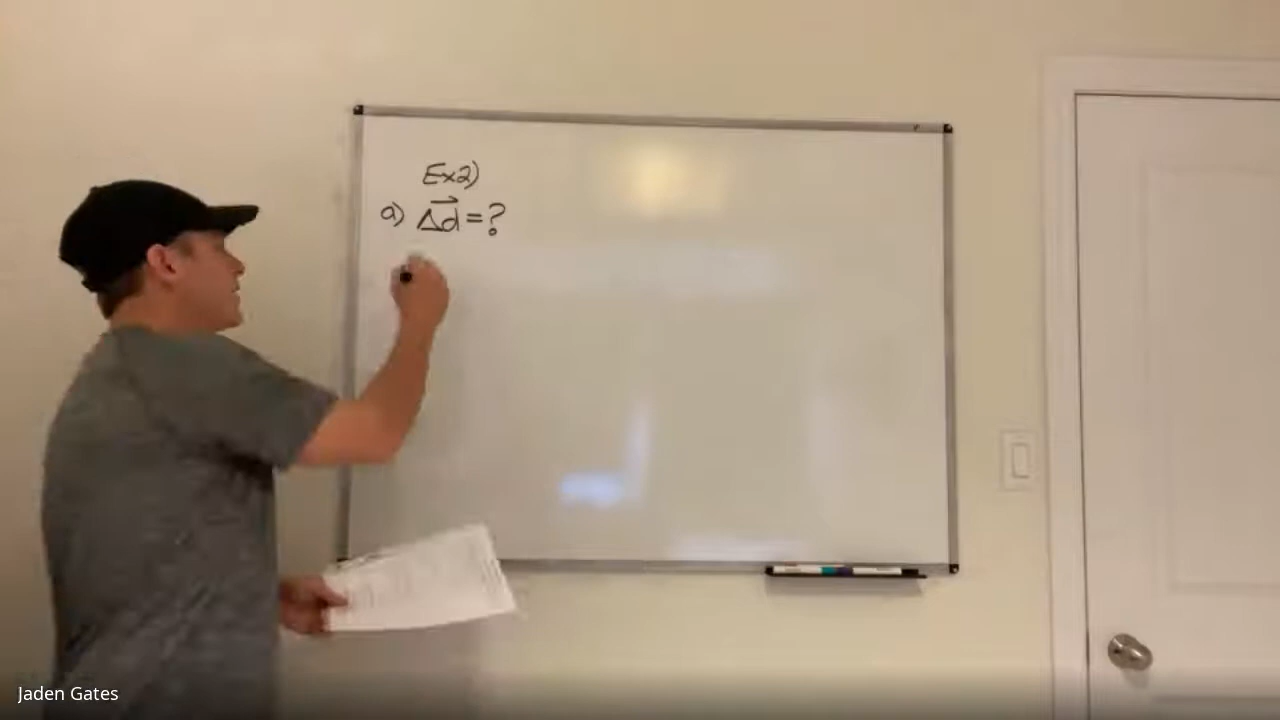 Ex2)
a) Δd⃗ = ?
Jaden Gates